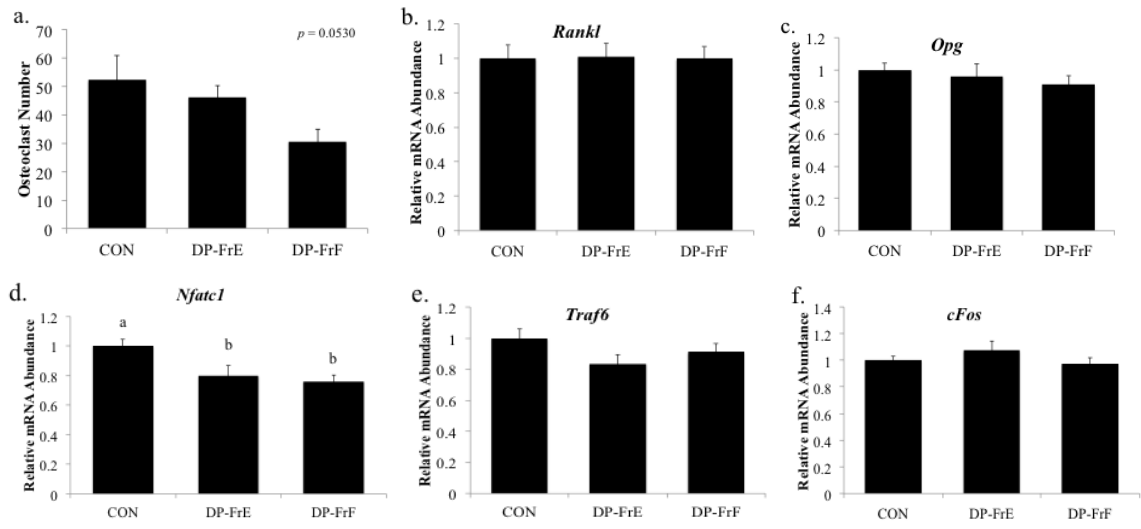 a.
p = 0.0530
Osteoclast Number
70
60
50
40
30
20
10
0
CON DP-FrE DP-FrF
b.
Rankl
Relative mRNA Abundance
1.2
1
0.8
0.6
0.4
0.2
0
CON DP-FrE DP-FrF
c.
Opg
Relative mRNA Abundance
1.2
1
0.8
0.6
0.4
0.2
0
CON DP-FrE DP-FrF
d.
Nfatc1
Relative mRNA Abundance
1.2
1
0.8
0.6
0.4
0.2
0
a b b
CON DP-FrE DP-FrF
e.
Traf6
Relative mRNA Abundance
1.2
1
0.8
0.6
0.4
0.2
0
CON DP-FrE DP-FrF
f.
cFos
Relative mRNA Abundance
1.4
1.2
1
0.8
0.6
0.4
0.2
0
CON DP-FrE DP-FrF